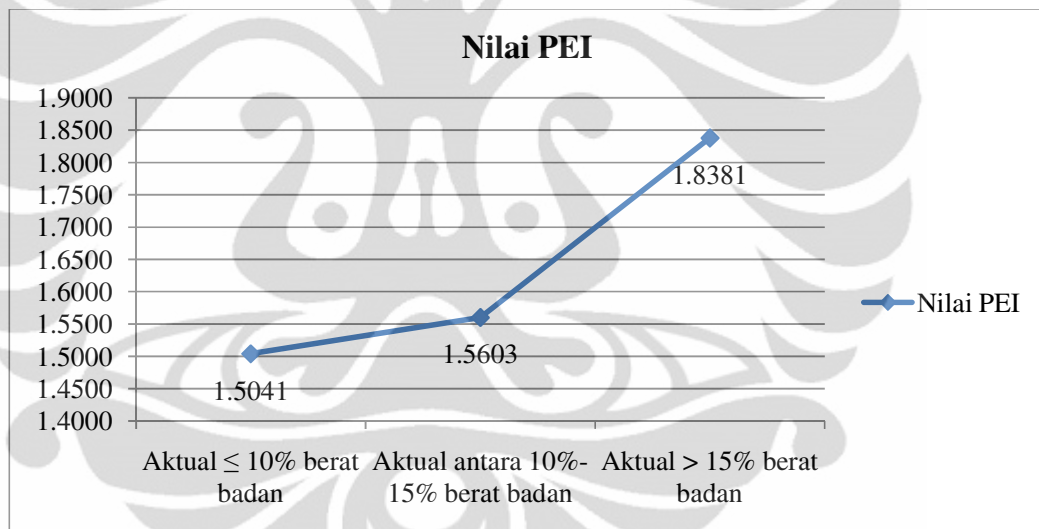 Nilai PEI
1.9000
1.8500
1.8000
1.7500
1.7000
1.6500
1.6000
1.5500
1.5000
1.4500
1.4000
1.5041
1.5603
1.8381
Aktual ≤ 10% berat
badan
Aktual antara 10%-
15% berat badan
Aktual > 15% berat
badan
Nilai PEI